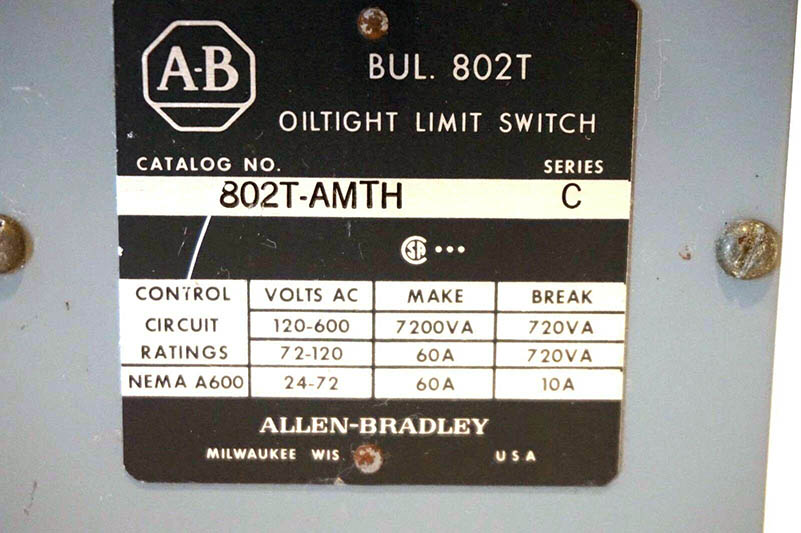 A-B
BUL. 802T
OILTIGHT LIMIT SWITCH
CATALOG NO. SERIES
802T-AMTH C
CSA
CONTROL VOLTS AC MAKE BREAK
CIRCUIT 120-600 7200VA 720VA
RATINGS 72-120 60A 720VA
NEMA A600 24-72 60A 10A
ALLEN-BRADLEY
MILWAUKEE WIS USA